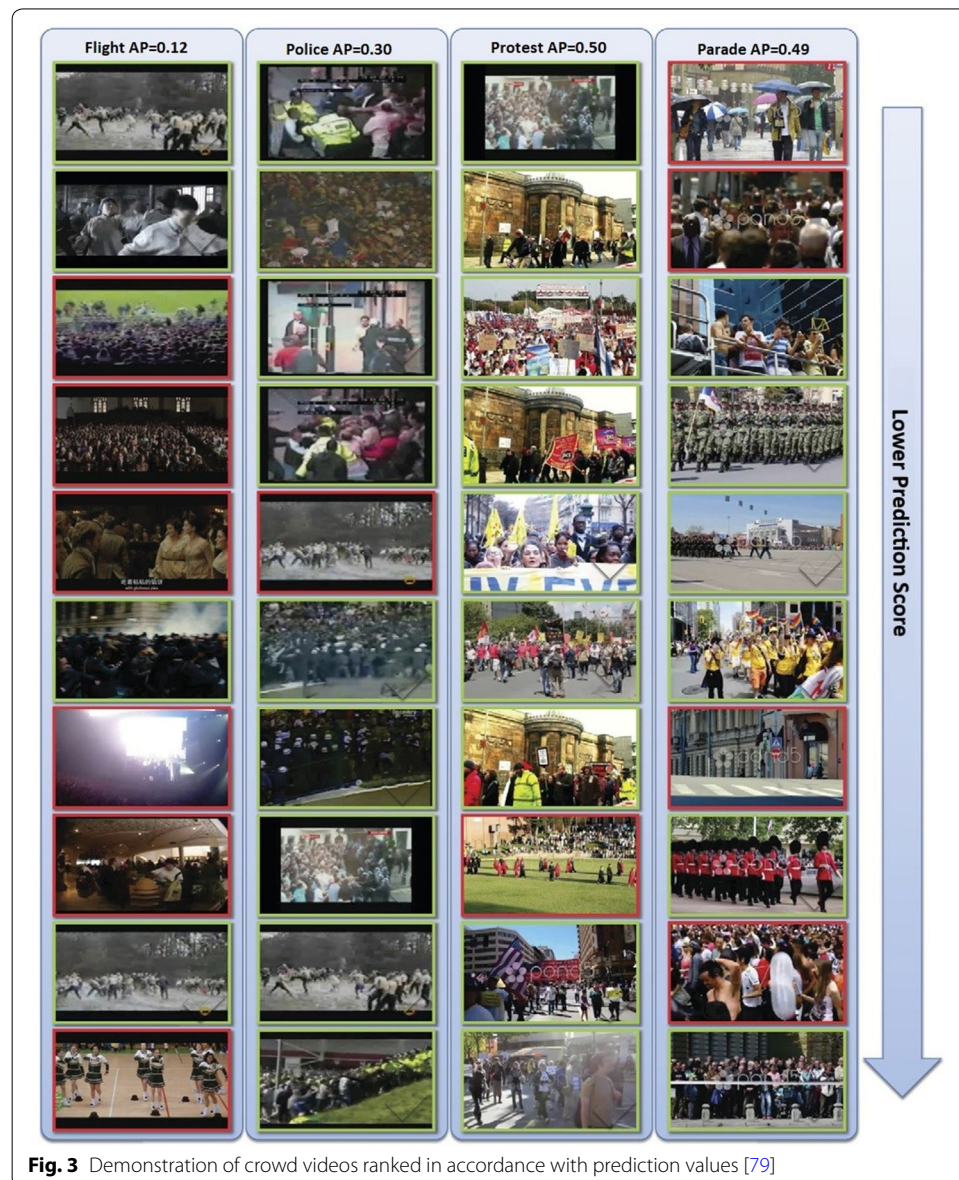 Flight AP=0.12
Police AP=0.30
Protest AP=0.50
Parade AP=0.49
Lower Prediction Score
Fig. 3 Demonstration of crowd videos ranked in accordance with prediction values [79]